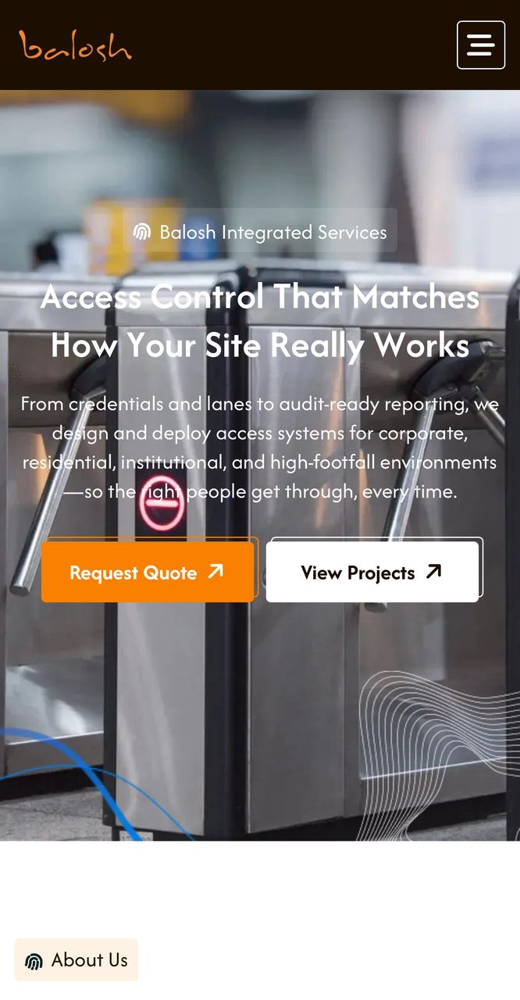 balosh
Balosh Integrated Services
Access Control That Matches
How Your Site Really Works
From credentials and lanes to audit-ready reporting, we
design and deploy access systems for corporate,
residential, institutional, and high-footfall environments
—so the right people get through, every time.
Request Quote
View Projects
About Us